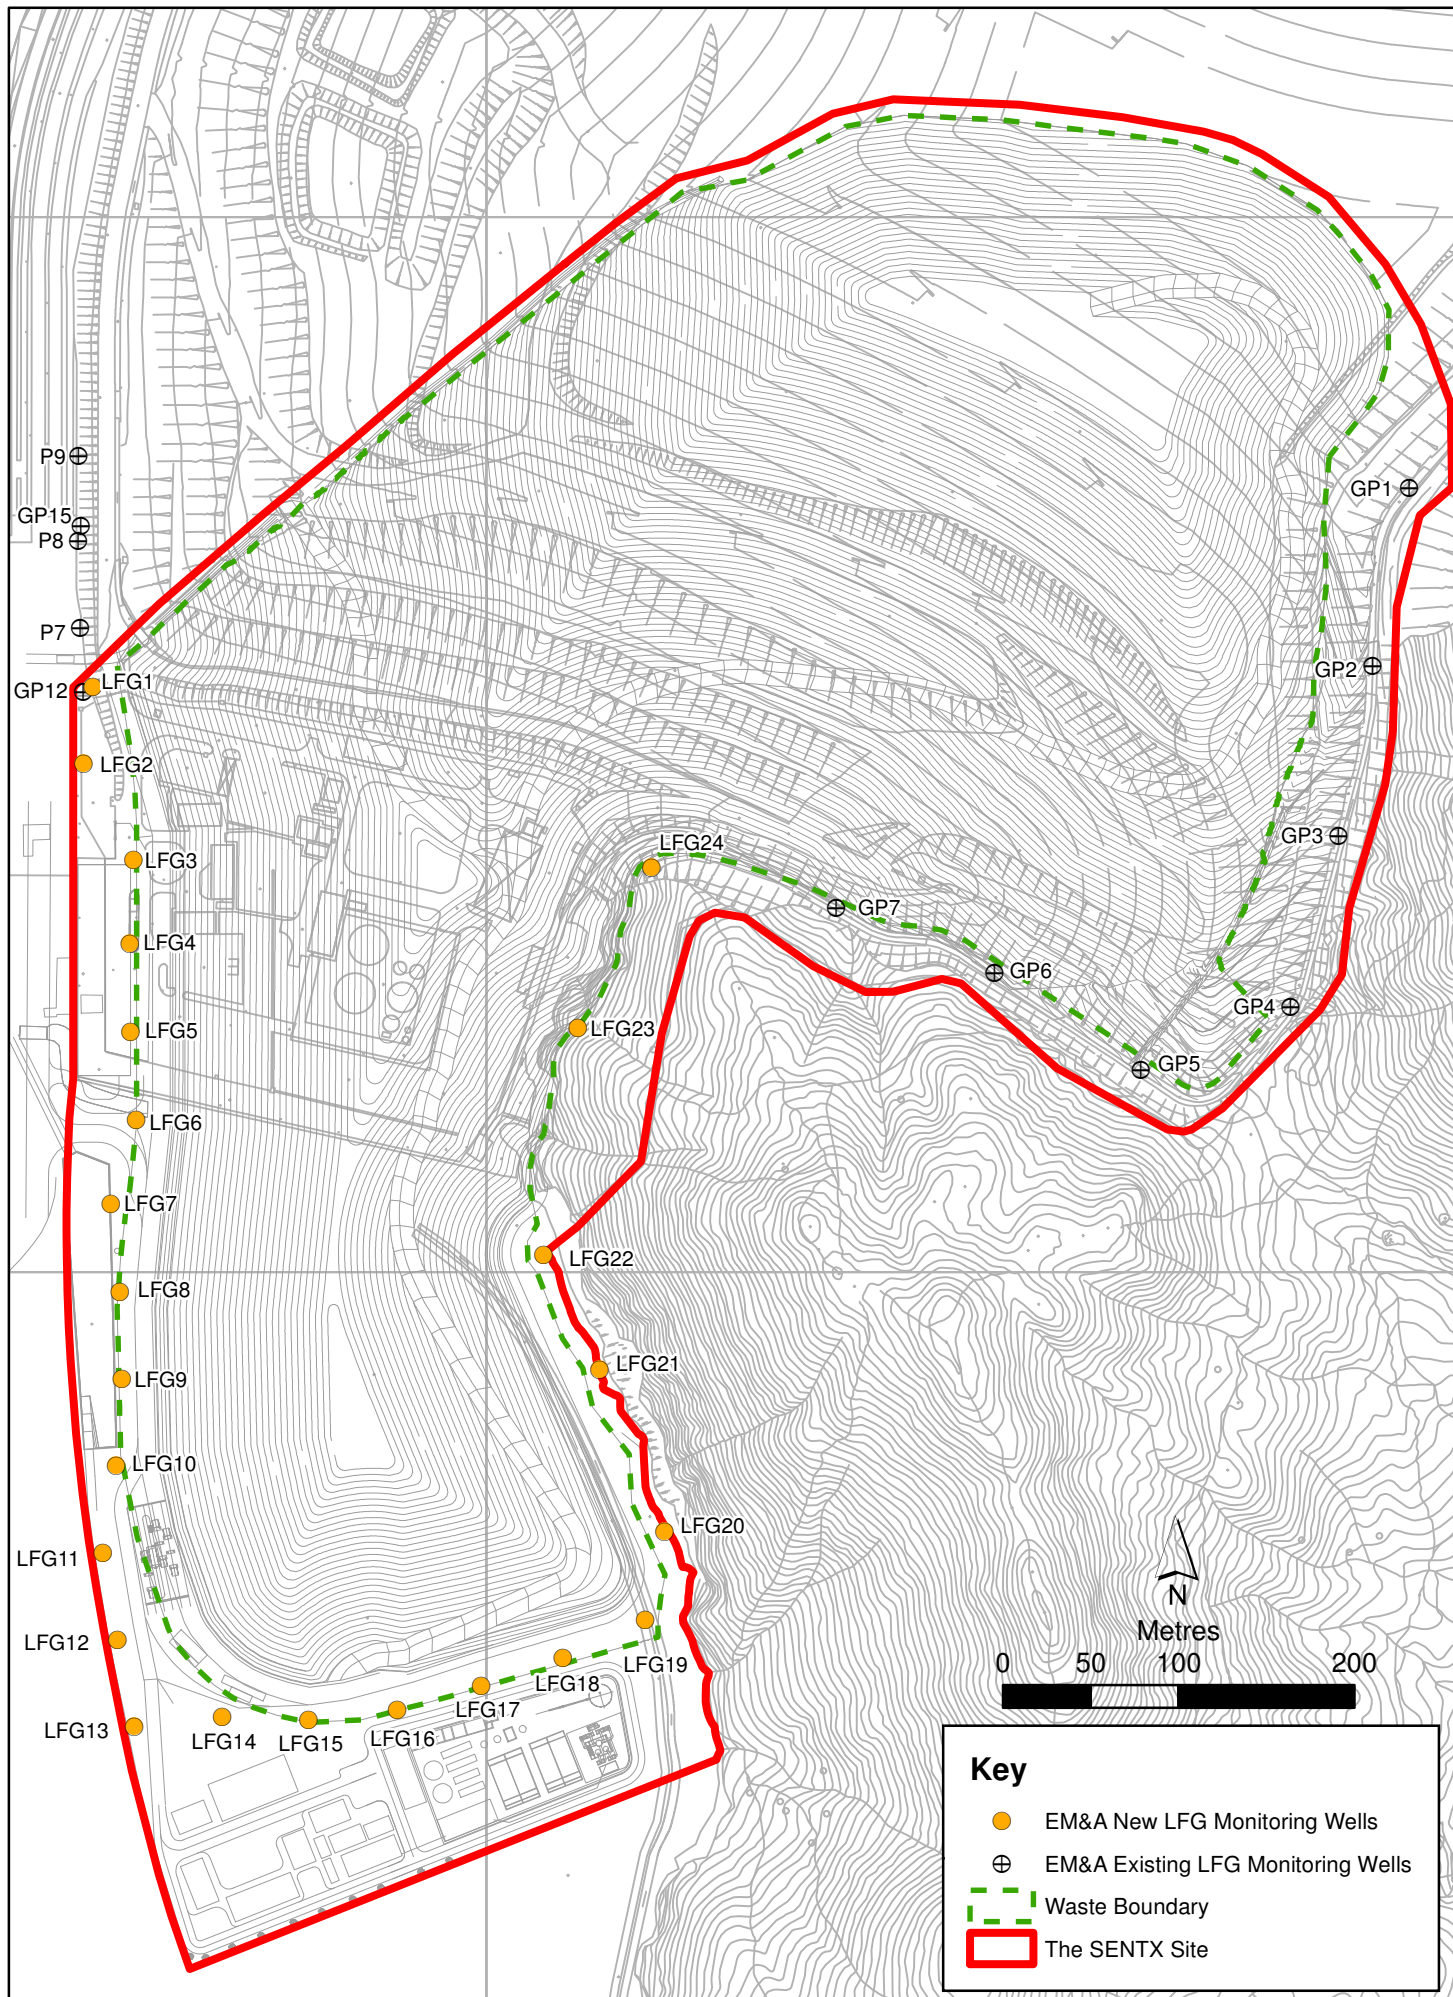 P9
GP15
P8
P7
GP12
LFG1
LFG2
LFG3
LFG4
LFG5
LFG6
LFG7
LFG8
LFG9
LFG10
LFG11
LFG12
LFG13
LFG14
LFG15
LFG16
LFG17
LFG18
LFG19
LFG20
LFG21
LFG22
LFG23
LFG24
GP7
GP6
GP5
GP4
GP3
GP2
GP1
N
Metres
0 50 100 200
Key
EM&A New LFG Monitoring Wells
EM&A Existing LFG Monitoring Wells
Waste Boundary
The SENTX Site